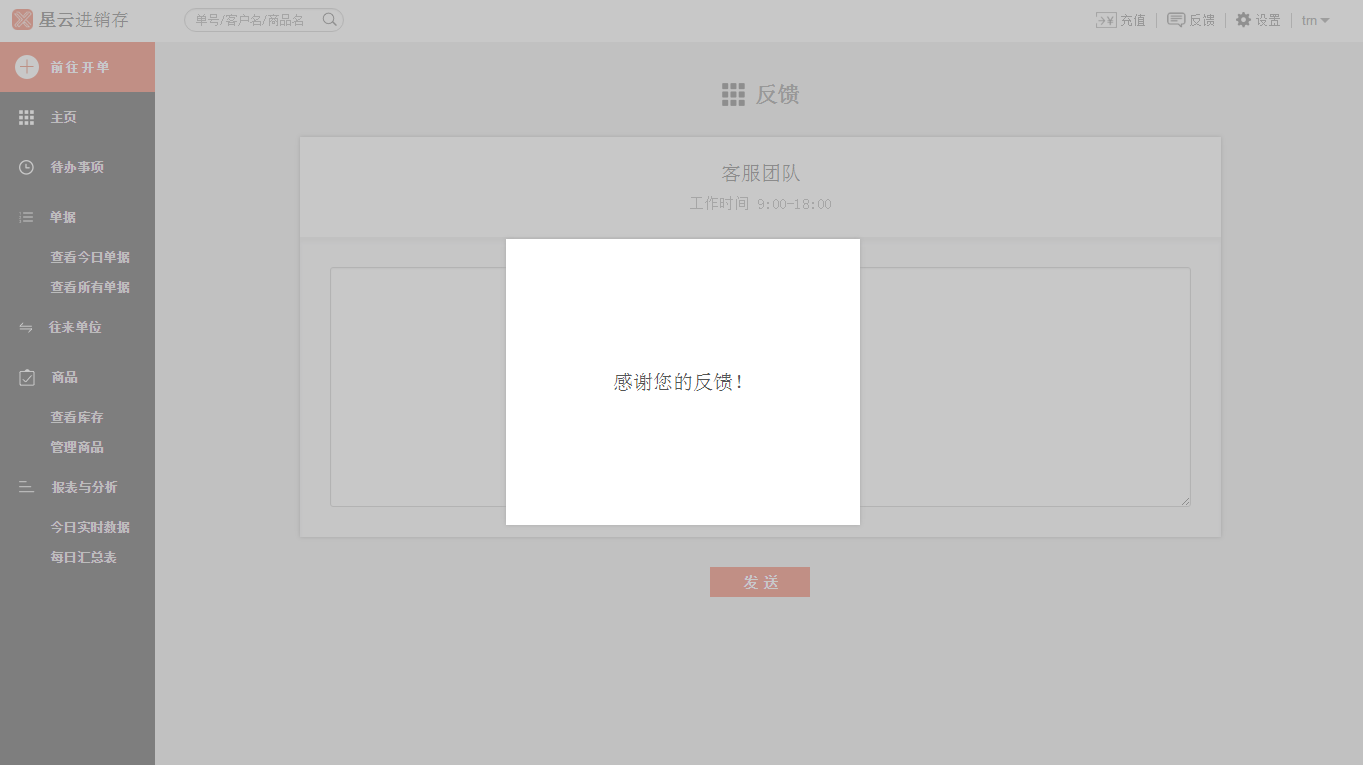 星云进销存
单号/客户名/商品名
充值
反馈
设置
trn
前往开单
主页
待办事项
单据
查看今日单据
查看所有单据
往来单位
商品
查看库存
管理商品
报表与分析
今日实时数据
每日汇总表
反馈
客服团队
工作时间 9:00-18:00
感谢您的反馈！
发送